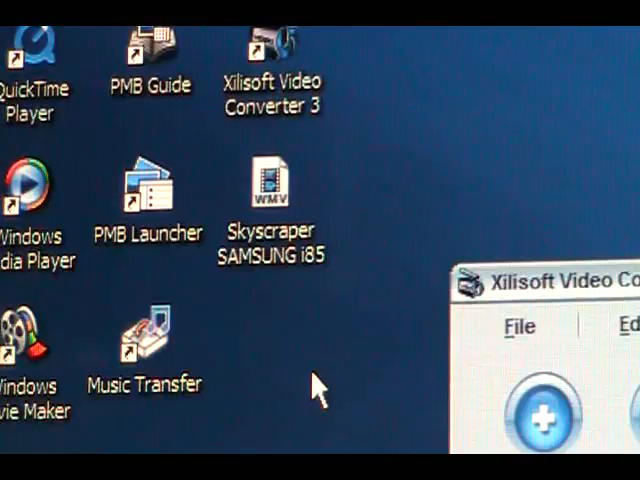 QuickTime
Player
PMB Guide
Xilisoft Video
Converter 3
Windows
dia Player
PMB Launcher
WMV
Skyscraper
SAMSUNG i85
Windows
vie Maker
Music Transfer
Xilisoft Video Co
File
Ed